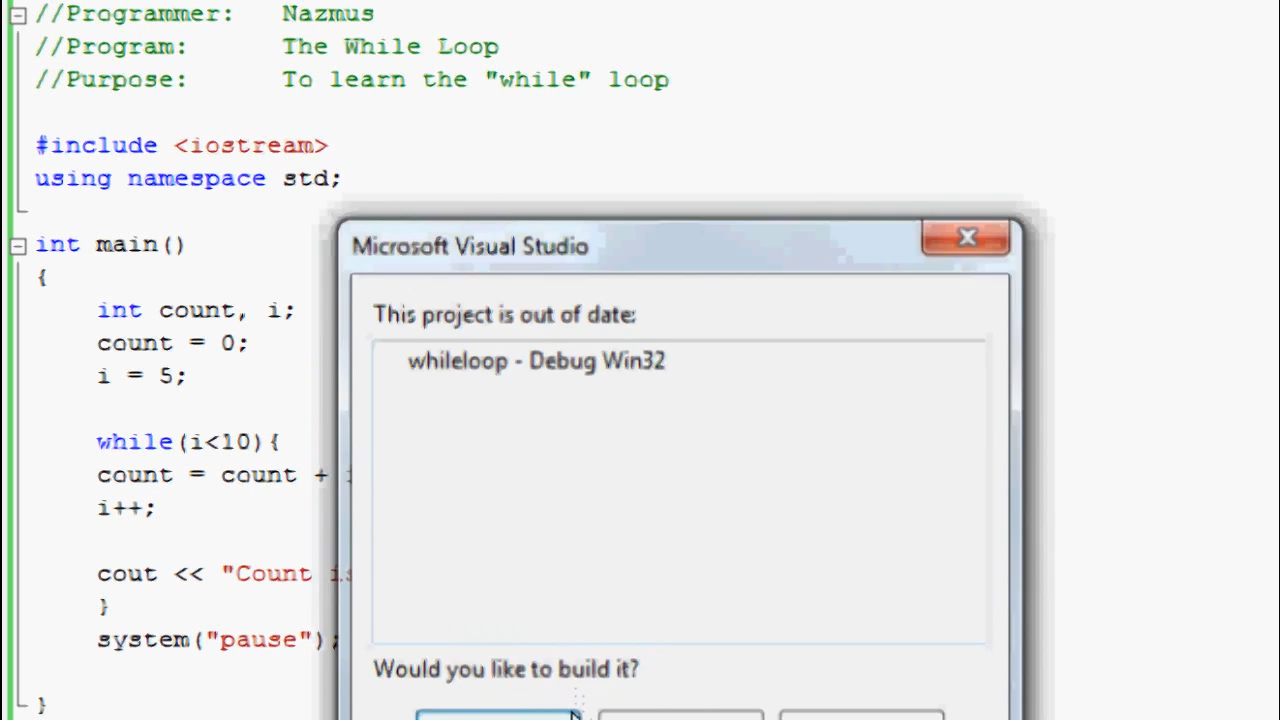 //Programmer: Nazmus
//Program: The While Loop
//Purpose: To learn the "while" loop
#include <iostream>
using namespace std;
int main()
{
int count, i;
count = 0;
i = 5;
while(i<10){
count = count +
i++;
cout << "Count is
}
system("pause");
}
Microsoft Visual Studio
This project is out of date:
whileloop - Debug Win32
Would you like to build it?